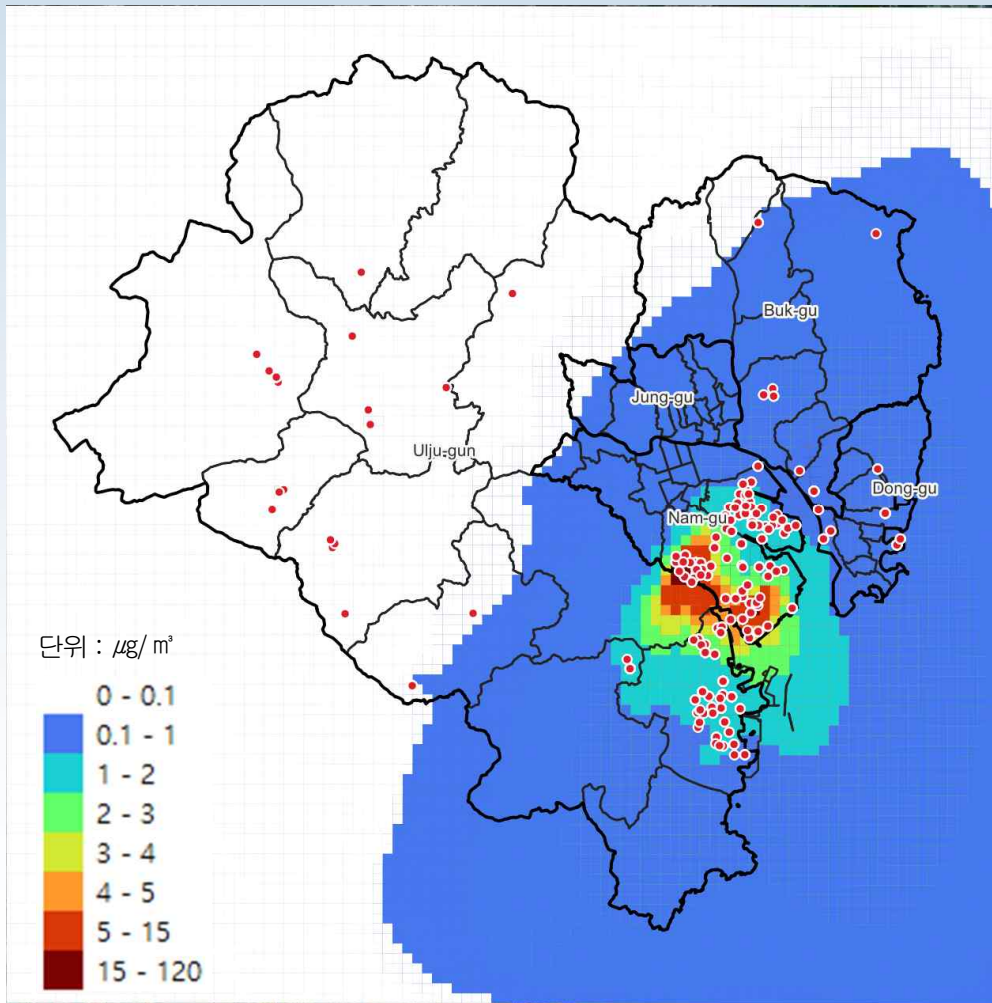 Buk-gu
Jung-gu
Ulju-gun
Dong-gu
Nam-gu
단위 : ㎍/㎥
0 - 0.1
0.1 - 1
1 - 2
2 - 3
3 - 4
4 - 5
5 - 15
15 - 120